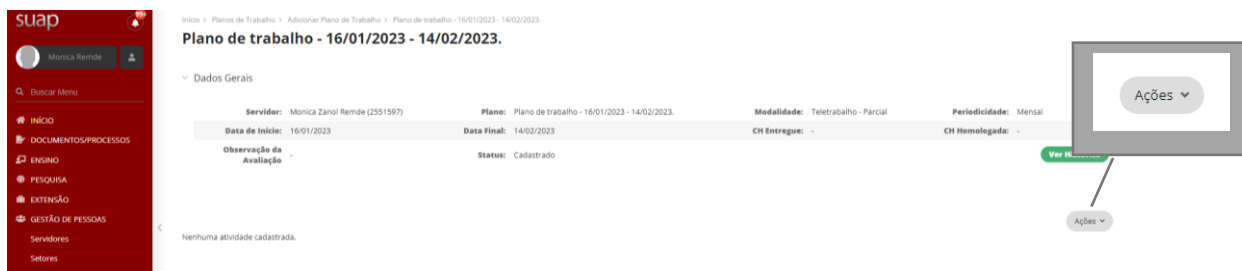 suap
99+
Monica Remde
Buscar Menu
INÍCIO
DOCUMENTOS/PROCESSOS
ENSINO
PESQUISA
EXTENSÃO
GESTÃO DE PESSOAS
Servidores
Setores
Início > Planos de Trabalho > Adicionar Plano de Trabalho > Plano de trabalho - 16/01/2023 - 14/02/2023.
Plano de trabalho - 16/01/2023 - 14/02/2023.
Dados Gerais
Servidor: Monica Zanol Remde (2551597) Plano: Plano de trabalho - 16/01/2023 - 14/02/2023. Modalidade: Teletrabalho - Parcial Periodicidade: Mensal
Data de Início: 16/01/2023 Data Final: 14/02/2023 CH Entregue: - CH Homologada: -
Observação da
Avaliação - Status: Cadastrado
Ver
Ações
Ações
Nenhuma atividade cadastrada.